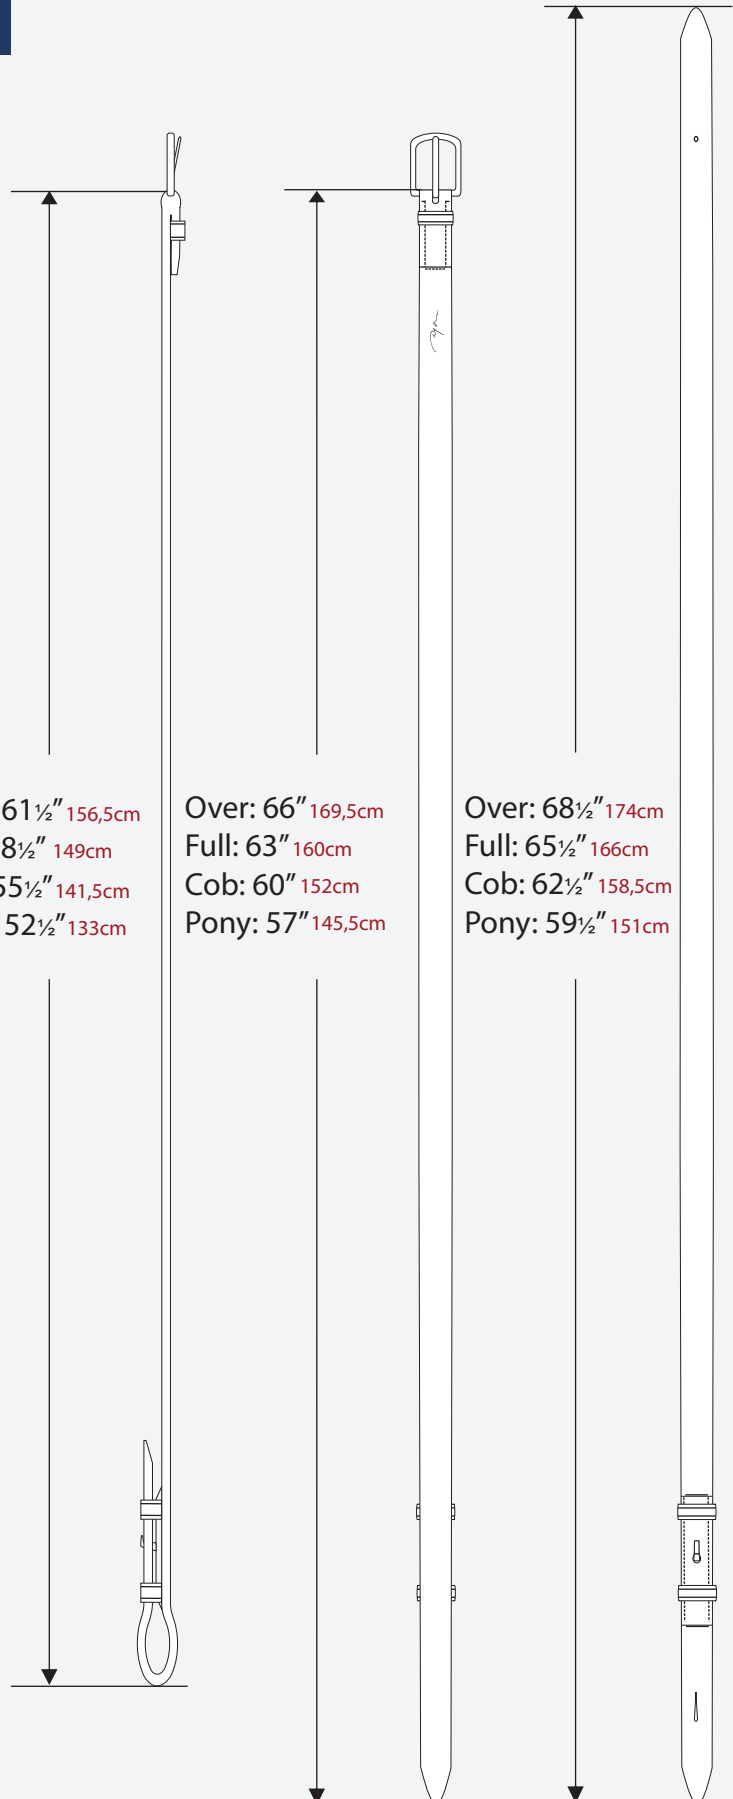 61½” 156,5cm
8½” 149cm
55½” 141,5cm
52½” 133cm
Over: 66” 169,5cm
Full: 63” 160cm
Cob: 60” 152cm
Pony: 57” 145,5cm
Over: 68½” 174cm
Full: 65½” 166cm
Cob: 62½” 158,5cm
Pony: 59½” 151cm